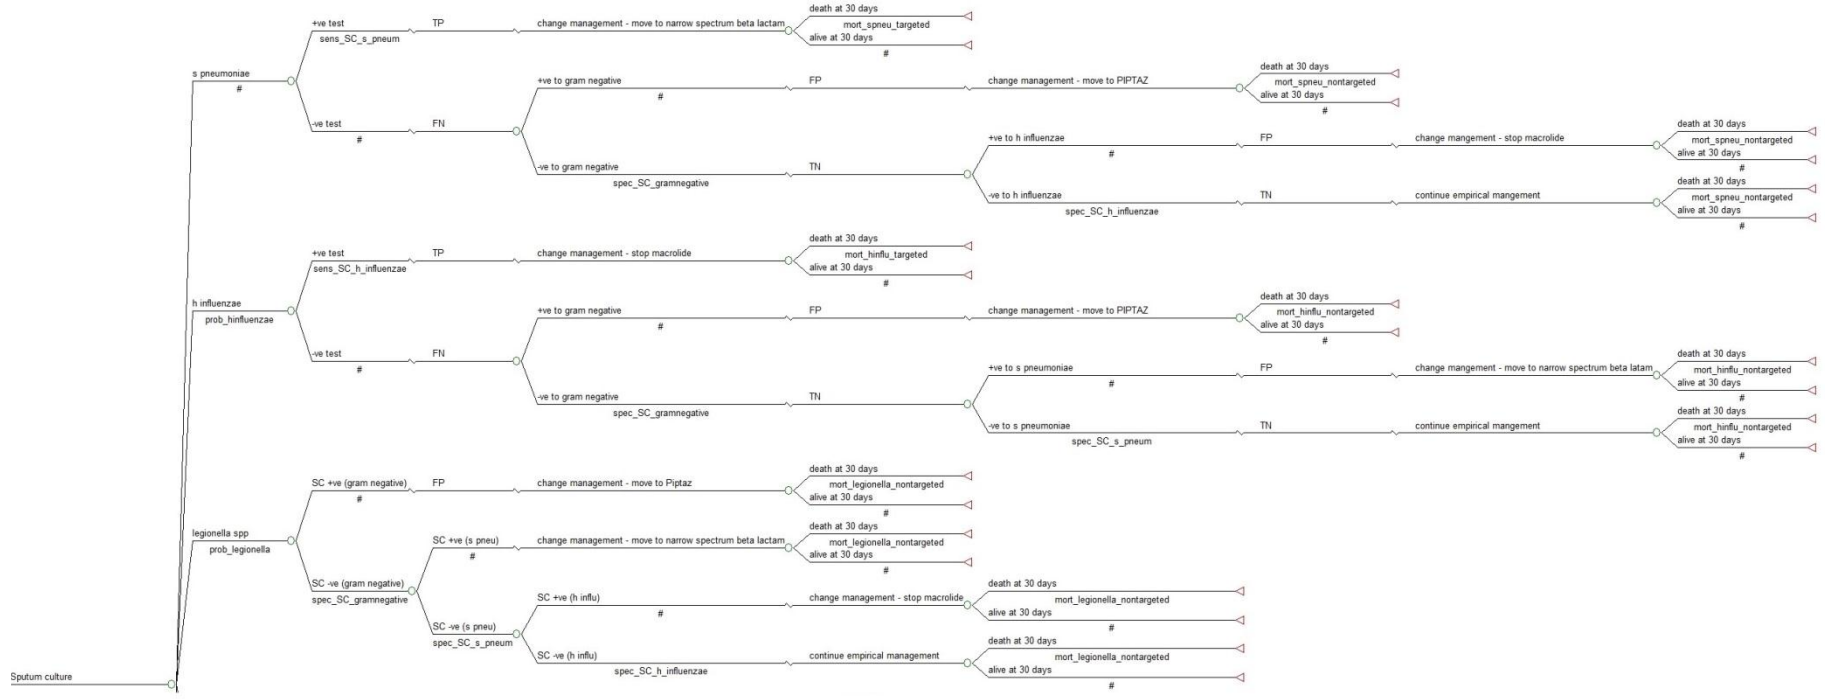 death at 30 days
+ve test TP change management - move to narrow spectrum beta lactam mort_spneu_targeted
sens_SC_s_pneum alive at 30 days
#
death at 30 days
s pneumoniae +ve to gram negative FP change management - move to PIPTAZ mort_spneu_nontargeted
# # alive at 30 days
#
-ve test FN death at 30 days
# +ve to h influenzae FP change mangement - stop macrolide mort_spneu_nontargeted
# alive at 30 days
-ve to gram negative TN #
spec_SC_gramnegative death at 30 days
-ve to h influenzae TN continue empirical mangement mort_spneu_nontargeted
spec_SC_h_influenzae alive at 30 days
#
death at 30 days
+ve test TP change management - stop macrolide mort_hinflu_targeted
sens_SC_h_influenzae alive at 30 days
#
death at 30 days
h influenzae +ve to gram negative FP change management - move to PIPTAZ mort_hinflu_nontargeted
prob_hinfluenzae # alive at 30 days
#
-ve test FN death at 30 days
# +ve to s pneumoniae FP change mangement - move to narrow spectrum beta latam mort_hinflu_nontargeted
# alive at 30 days
-ve to gram negative TN #
spec_SC_gramnegative death at 30 days
-ve to s pneumoniae TN continue empirical mangement mort_hinflu_nontargeted
spec_SC_s_pneum alive at 30 days
#
death at 30 days
SC +ve (gram negative) FP change management - move to Piptaz mort_legionella_nontargeted
# alive at 30 days
#
legionella spp death at 30 days
prob_legionella SC +ve (s pneu) change management - move to narrow spectrum beta lactam mort_legionella_nontargeted
# alive at 30 days
#
SC -ve (gram negative) death at 30 days
spec_SC_gramnegative SC +ve (h influ) change management - stop macrolide mort_legionella_nontargeted
# alive at 30 days
SC -ve (s pneu) #
spec_SC_s_pneum death at 30 days
SC -ve (h influ) continue empirical management mort_legionella_nontargeted
spec_SC_h_influenzae alive at 30 days
Sputum culture #